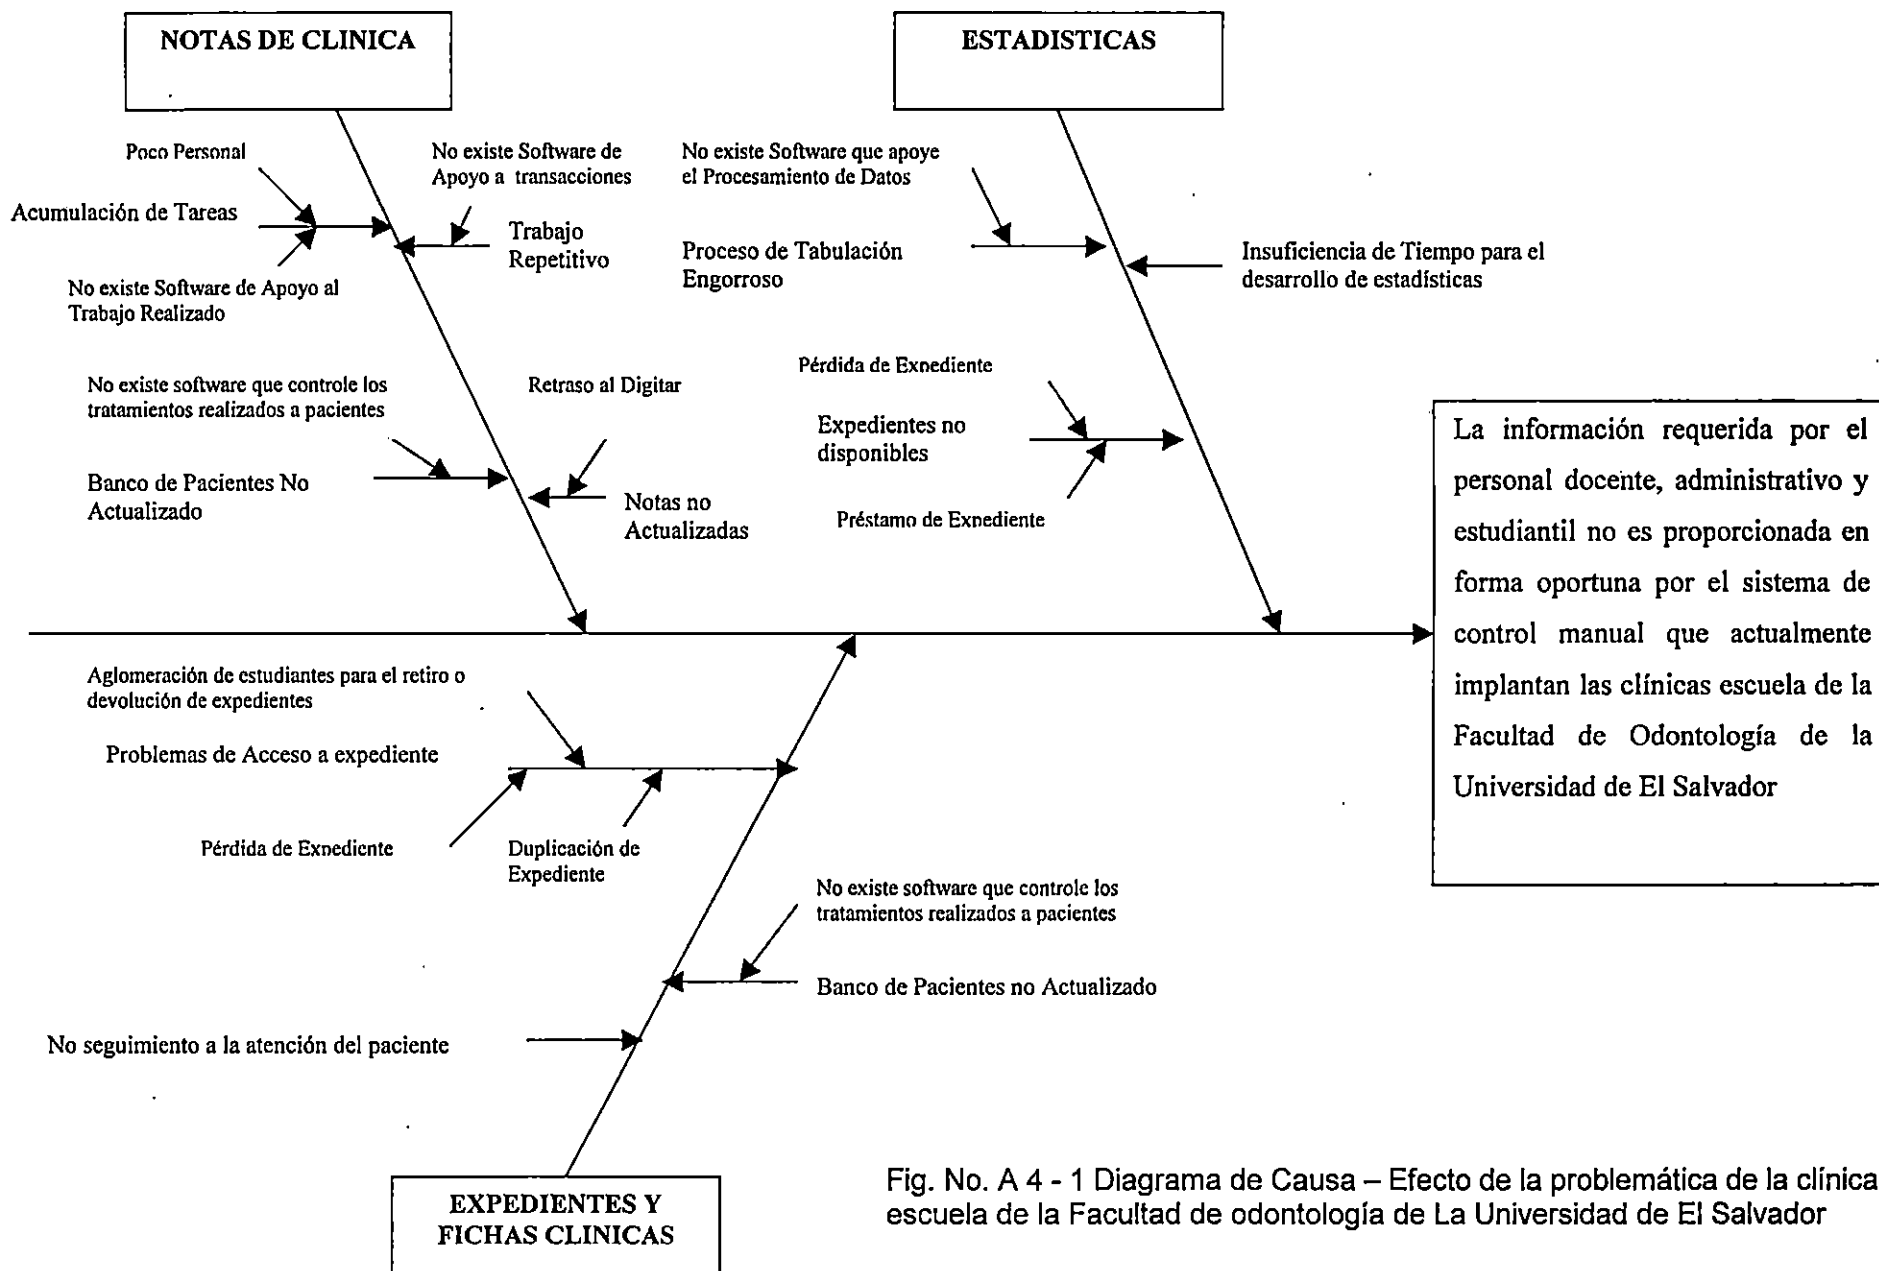 NOTAS DE CLINICA
ESTADISTICAS
Poco Personal
No existe Software de
Apoyo a transacciones
Acumulación de Tareas
Trabajo
Repetitivo
No existe Software de Apoyo al
Trabajo Realizado
No existe Software que apoye
el Procesamiento de Datos
Proceso de Tabulación
Engorroso
Insuficiencia de Tiempo para el
desarrollo de estadísticas
No existe software que controle los
tratamientos realizados a pacientes
Retraso al Digitar
Banco de Pacientes No
Actualizado
Notas no
Actualizadas
Pérdida de Expediente
Expedientes no
disponibles
Préstamo de Expediente
La información requerida por el
personal docente, administrativo y
estudiantil no es proporcionada en
forma oportuna por el sistema de
control manual que actualmente
implantan las clínicas escuela de la
Facultad de Odontología de la
Universidad de El Salvador
Aglomeración de estudiantes para el retiro o
devolución de expedientes
Problemas de Acceso a expediente
Pérdida de Expediente
Duplicación de
Expediente
No existe software que controle los
tratamientos realizados a pacientes
Banco de Pacientes no Actualizado
No seguimiento a la atención del paciente
EXPEDIENTES Y
FICHAS CLINICAS
Fig. No. A 4 - 1 Diagrama de Causa – Efecto de la problemática de la clínica
escuela de la Facultad de odontología de La Universidad de El Salvador